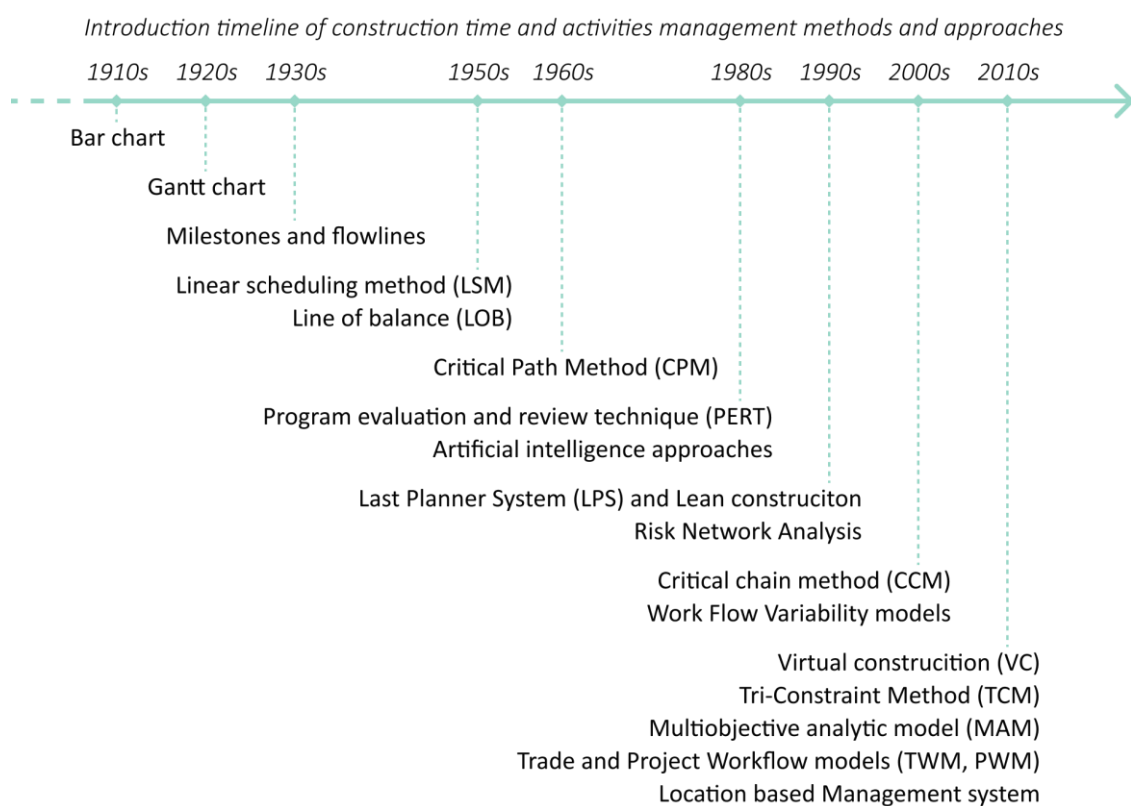 Introduction timeline of construction time and activities management methods and approaches
1910s 1920s 1930s 1950s 1960s 1980s 1990s 2000s 2010s
Bar chart
Gantt chart
Milestones and flowlines
Linear scheduling method (LSM)
Line of balance (LOB)
Critical Path Method (CPM)
Program evaluation and review technique (PERT)
Artificial intelligence approaches
Last Planner System (LPS) and Lean construciton
Risk Network Analysis
Critical chain method (CCM)
Work Flow Variability models
Virtual construcition (VC)
Tri-Constraint Method (TCM)
Multiobjective analytic model (MAM)
Trade and Project Workflow models (TWM, PWM)
Location based Management system